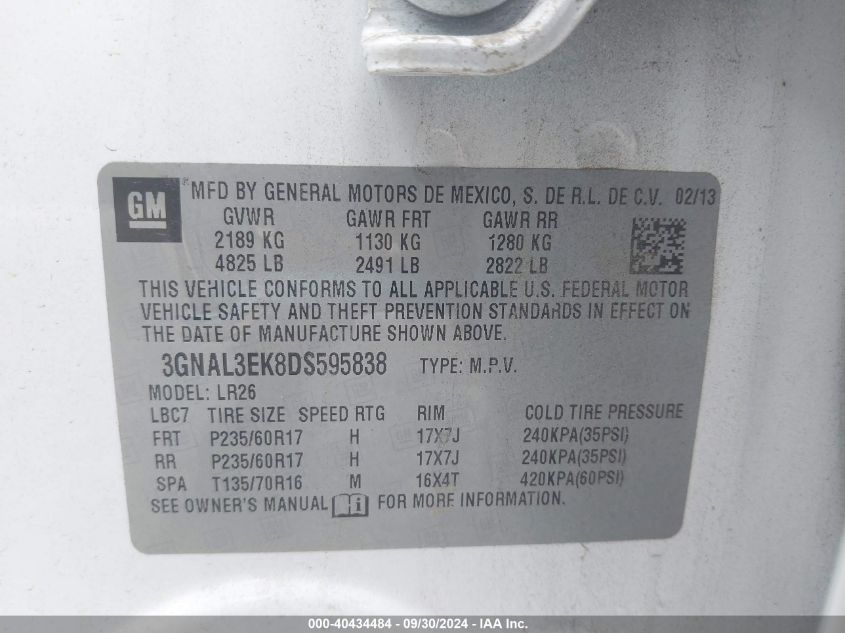 GM MFD BY GENERAL MOTORS DE MEXICO, S. DE R.L. DE C.V. 02/13
GVWR GAWR FRT GAWR RR
2189 KG 1130 KG 1280 KG
4825 LB 2491 LB 2822 LB
THIS VEHICLE CONFORMS TO ALL APPLICABLE U.S. FEDERAL MOTOR
VEHICLE SAFETY AND THEFT PREVENTION STANDARDS IN EFFECT ON
THE DATE OF MANUFACTURE SHOWN ABOVE.
3GNAL3EK8DS595838 TYPE: M.P.V.
MODEL: LR26
LBC7 TIRE SIZE SPEED RTG RIM COLD TIRE PRESSURE
FRT P235/60R17 H 17X7J 240KPA(35PSI)
RR P235/60R17 H 17X7J 240KPA(35PSI)
SPA T135/70R16 M 16X4T 420KPA(60PSI)
SEE OWNER'S MANUAL FOR MORE INFORMATION.
000-40434484 - 09/30/2024 - IAA Inc.